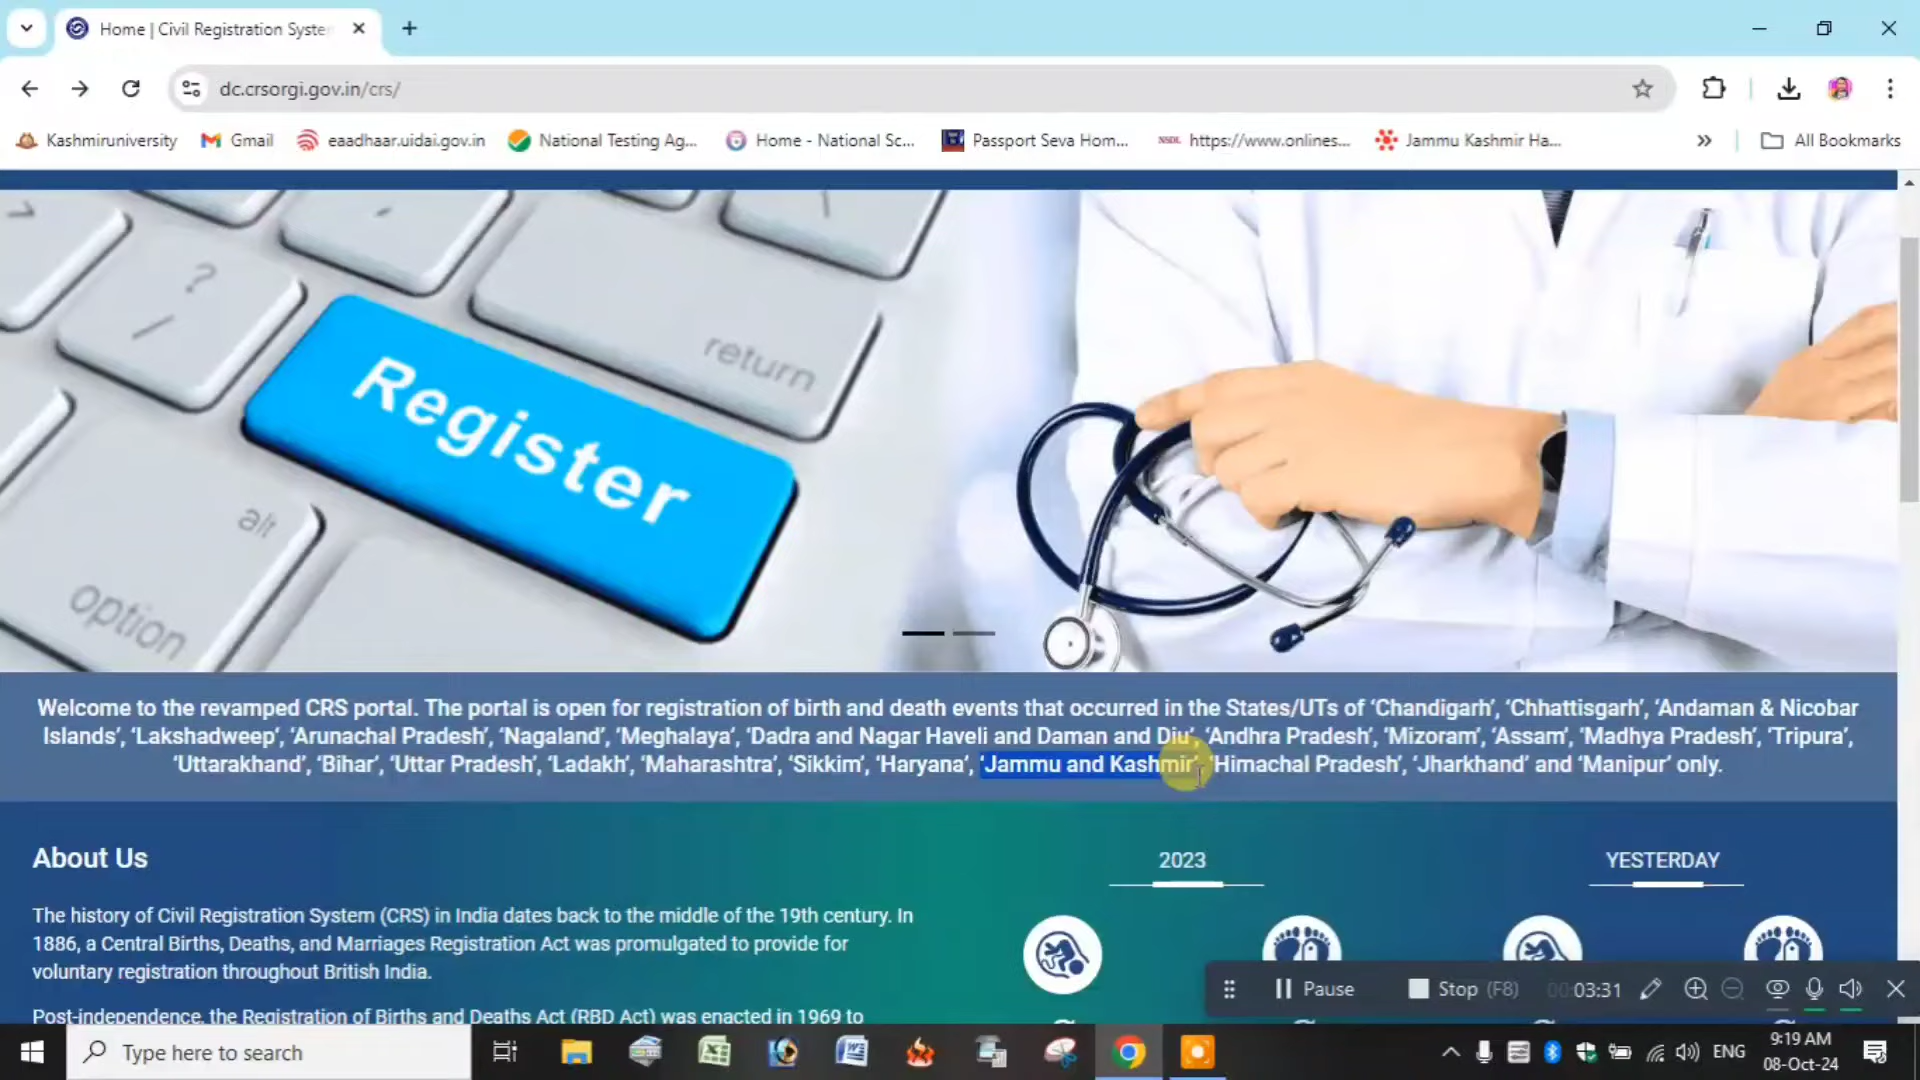 Home | Civil Registration Syste
dc.crsorgi.gov.in/crs/
Kashmiruniversity
Gmail
eaadhaar.uidai.gov.in
National Testing Ag...
Home - National Sc...
Passport Seva Hom...
NSDL https://www.onlines...
Jammu Kashmir Ha...
All Bookmarks
?
/
return
Register
alt
option
Welcome to the revamped CRS portal. The portal is open for registration of birth and death events that occurred in the States/UTs of ‘Chandigarh’, ‘Chhattisgarh’, ‘Andaman & Nicobar
Islands’, ‘Lakshadweep’, ‘Arunachal Pradesh’, ‘Nagaland’, ‘Meghalaya’, ‘Dadra and Nagar Haveli and Daman and Diu’, ‘Andhra Pradesh’, ‘Mizoram’, ‘Assam’, ‘Madhya Pradesh’, ‘Tripura’,
‘Uttarakhand’, ‘Bihar’, ‘Uttar Pradesh’, ‘Ladakh’, ‘Maharashtra’, ‘Sikkim’, ‘Haryana’, ‘Jammu and Kashmir’, ‘Himachal Pradesh’, ‘Jharkhand’ and ‘Manipur’ only.
About Us
2023
YESTERDAY
The history of Civil Registration System (CRS) in India dates back to the middle of the 19th century. In
1886, a Central Births, Deaths, and Marriages Registration Act was promulgated to provide for
voluntary registration throughout British India.
Post-independence, the Registration of Births and Deaths Act (RBD Act) was enacted in 1969 to
Pause
Stop (F8)
00:03:31
Type here to search
ENG
9:19 AM
08-Oct-24